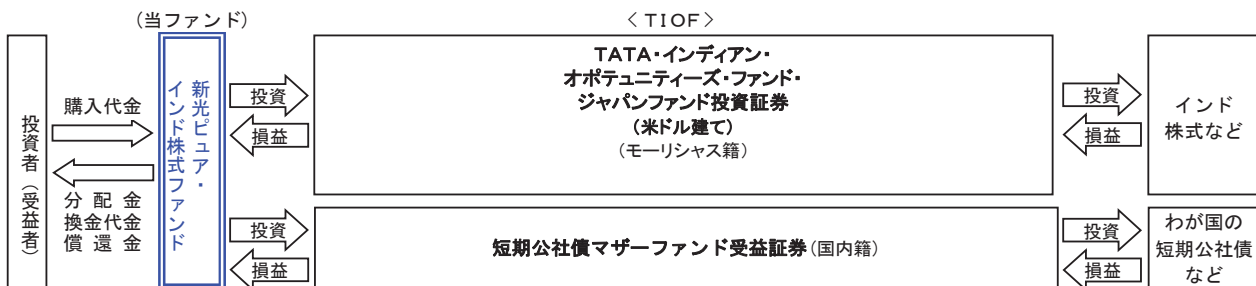 (当ファンド)
<TIOF>
投資者(受益者)
購入代金
分配金
換金代金
償還金
新光ピュア・
インド株式ファンド
投資
損益
TATA・インディアン・
オポテュニティーズ・ファンド・
ジャパンファンド投資証券
(米ドル建て)
(モーリシャス籍)
投資
損益
インド
株式など
投資
損益
短期公社債マザーファンド受益証券(国内籍)
投資
損益
わが国の
短期公社債
など